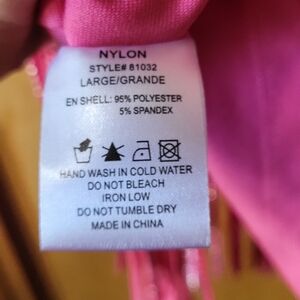 NYLON
STYLE# 81032
LARGE/GRANDE
EN SHELL: 95% POLYESTER
5% SPANDEX
HAND WASH IN COLD WATER
DO NOT BLEACH
IRON LOW
DO NOT TUMBLE DRY
MADE IN CHINA